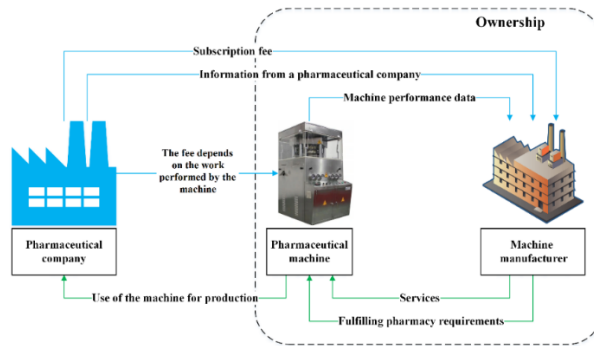 Ownership
Subscription fee
Information from a pharmaceutical company
Machine performance data
The fee depends
on the work
performed by the
machine
Pharmaceutical
company
Pharmaceutical
machine
Machine
manufacturer
Use of the machine for production
Services
Fulfilling pharmacy requirements